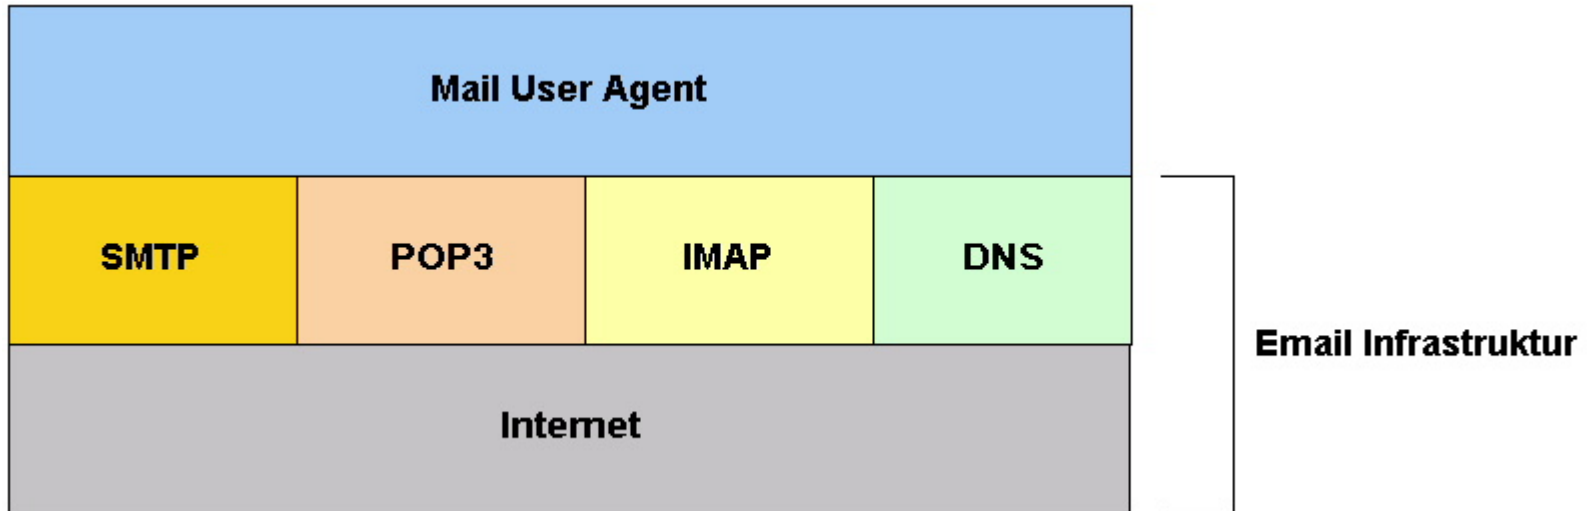 Mail User Agent
SMTP POP3 IMAP DNS
Email Infrastruktur
Internet